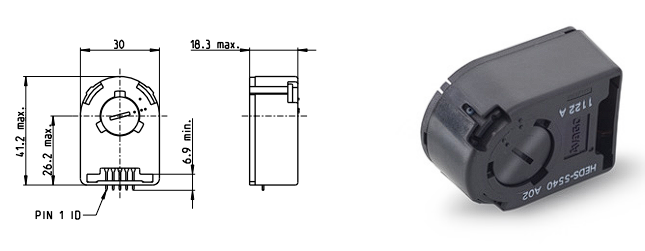 30
18.3 max.
41.2 max.
26.2 max.
6.9 min.
PIN 1 ID
1122 A
HEDS-5540 A02